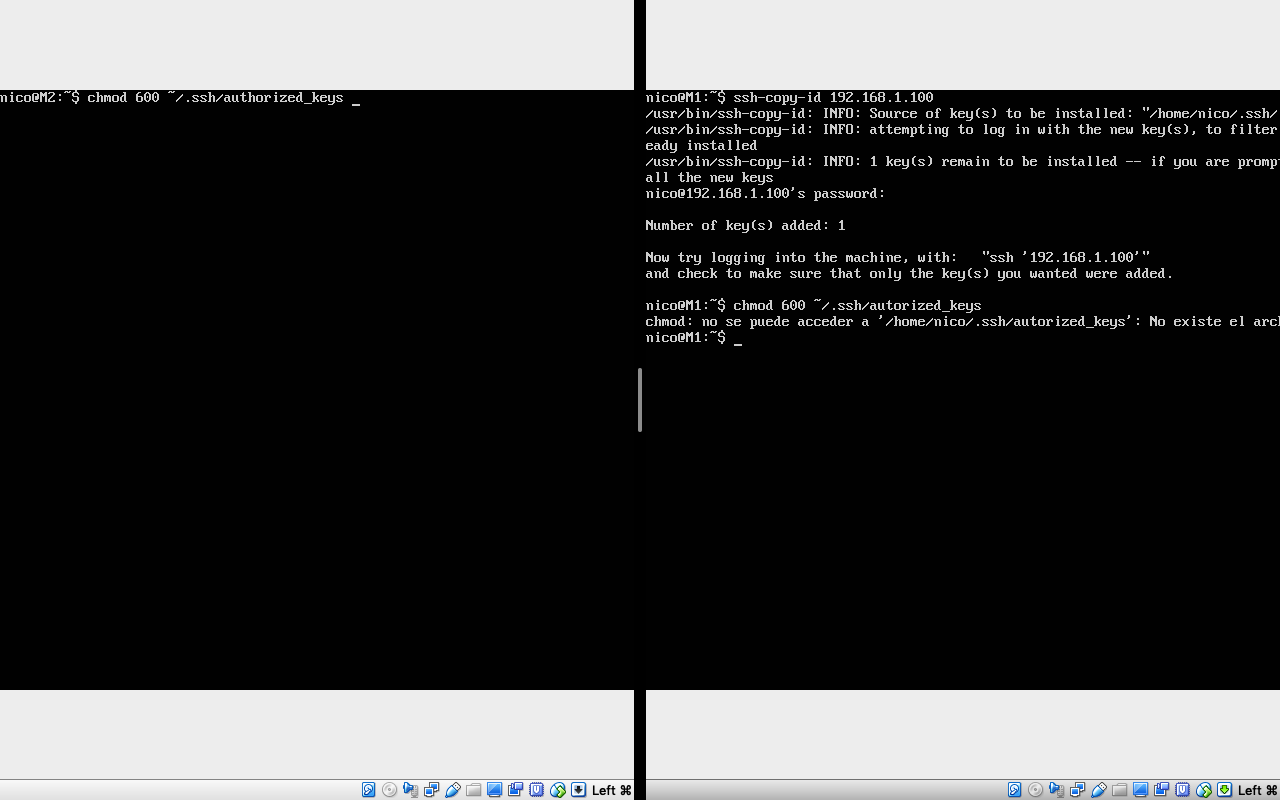 nico@M2:~$ chmod 600 ~/.ssh/authorized_keys _
Left ⌘
nico@M1:~$ ssh-copy-id 192.168.1.100
/usr/bin/ssh-copy-id: INFO: Source of key(s) to be installed: "/home/nico/.ssh/
/usr/bin/ssh-copy-id: INFO: attempting to log in with the new key(s), to filter
eady installed
/usr/bin/ssh-copy-id: INFO: 1 key(s) remain to be installed -- if you are prompt
all the new keys
nico@192.168.1.100's password:
Number of key(s) added: 1
Now try logging into the machine, with:   "ssh '192.168.1.100'"
and check to make sure that only the key(s) you wanted were added.
nico@M1:~$ chmod 600 ~/.ssh/autorized_keys
chmod: no se puede acceder a '/home/nico/.ssh/autorized_keys': No existe el arch
nico@M1:~$ _
Left ⌘